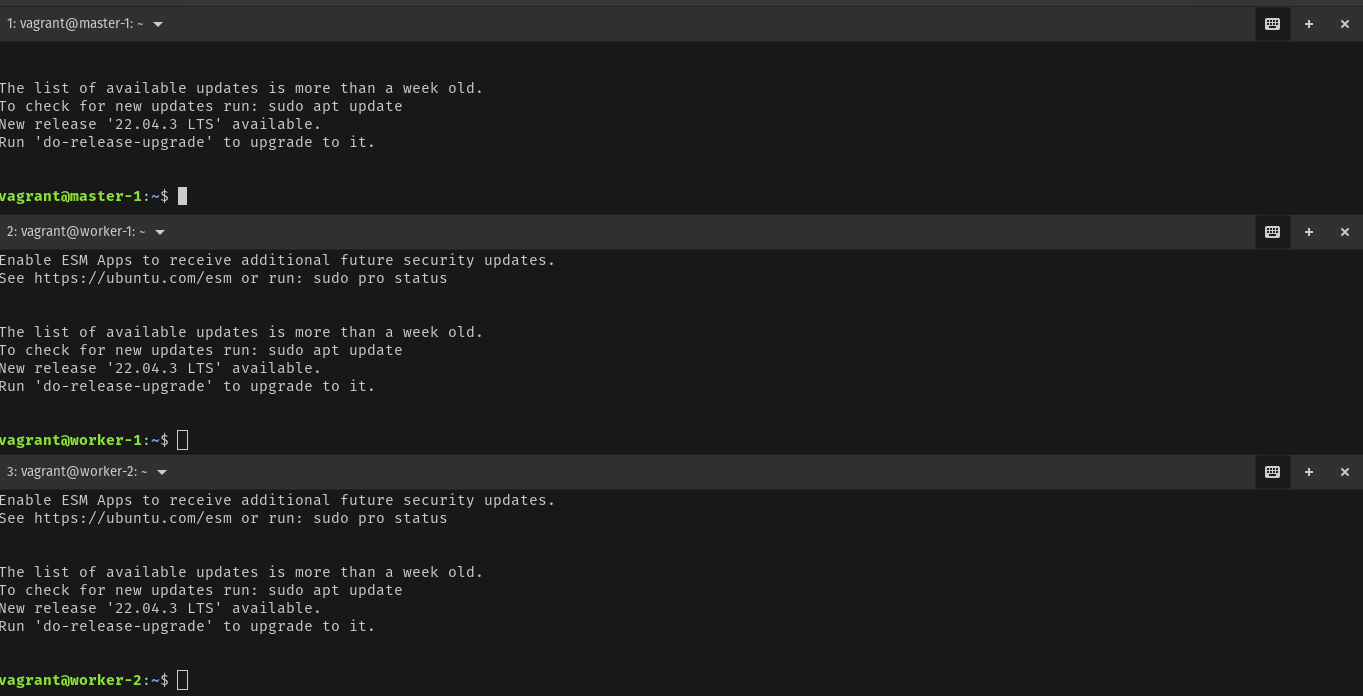 1: vagrant@master-1: ~
The list of available updates is more than a week old.
To check for new updates run: sudo apt update
New release '22.04.3 LTS' available.
Run 'do-release-upgrade' to upgrade to it.
vagrant@master-1:~$
2: vagrant@worker-1: ~
Enable ESM Apps to receive additional future security updates.
See https://ubuntu.com/esm or run: sudo pro status
The list of available updates is more than a week old.
To check for new updates run: sudo apt update
New release '22.04.3 LTS' available.
Run 'do-release-upgrade' to upgrade to it.
vagrant@worker-1:~$
3: vagrant@worker-2: ~
Enable ESM Apps to receive additional future security updates.
See https://ubuntu.com/esm or run: sudo pro status
The list of available updates is more than a week old.
To check for new updates run: sudo apt update
New release '22.04.3 LTS' available.
Run 'do-release-upgrade' to upgrade to it.
vagrant@worker-2:~$